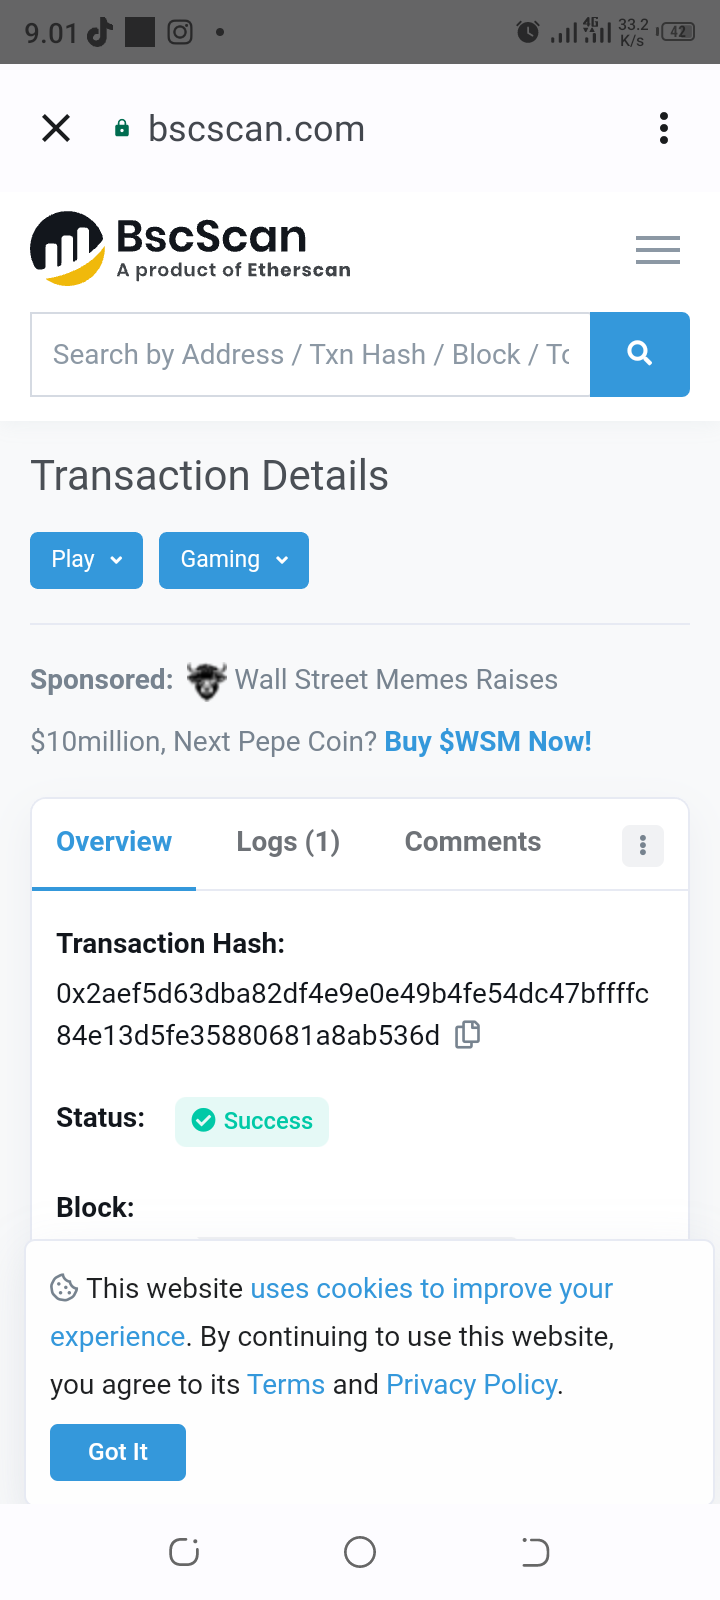 9.01
4G
33.2
K/s
42
bscscan.com
BscScan
A product of Etherscan
Search by Address / Txn Hash / Block / To
Transaction Details
Play
Gaming
Sponsored: Wall Street Memes Raises
$10million, Next Pepe Coin? Buy $WSM Now!
Overview Logs (1) Comments
Transaction Hash:
0x2aef5d63dba82df4e9e0e49b4fe54dc47bffffc
84e13d5fe35880681a8ab536d
Status: Success
Block:
This website uses cookies to improve your
experience. By continuing to use this website,
you agree to its Terms and Privacy Policy.
Got It